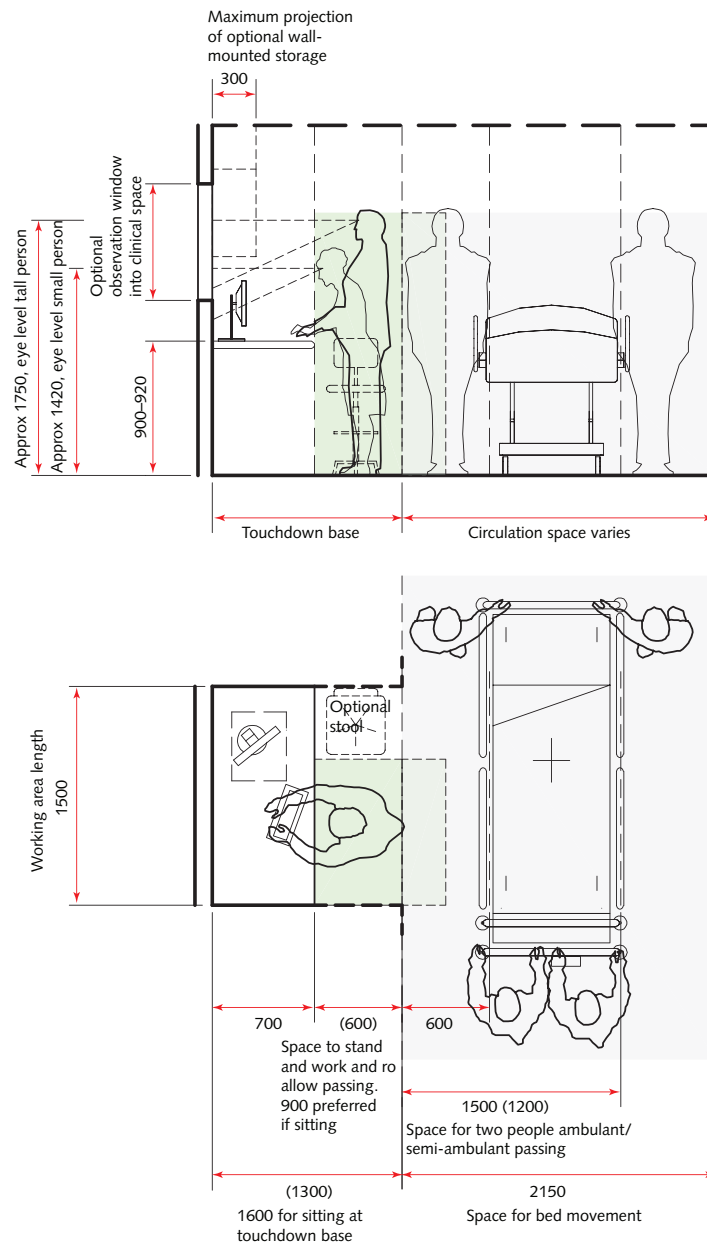 Maximum projection
of optional wall-
mounted storage
300
Approx 1750, eye level tall person
Approx 1420, eye level small person
Optional
observation window
into clinical space
900–920
Touchdown base
Circulation space varies
Working area length
1500
Optional
stool
700
(600)
600
Space to stand
and work and ro
allow passing.
900 preferred
if sitting
1500 (1200)
Space for two people ambulant/
semi-ambulant passing
(1300)
1600 for sitting at
touchdown base
2150
Space for bed movement